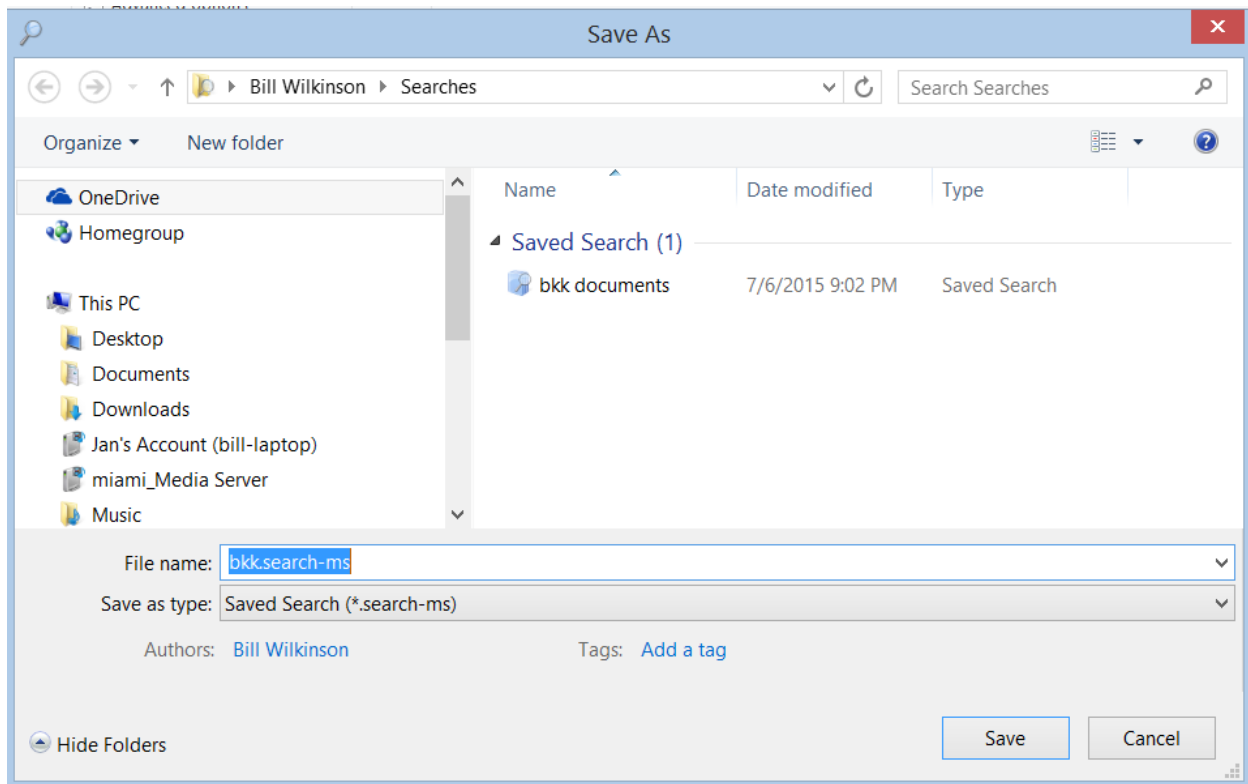 Save As
Bill Wilkinson Searches
Search Searches
Organize New folder
OneDrive
Homegroup
This PC
Desktop
Documents
Downloads
Jan's Account (bill-laptop)
miami_Media Server
Music
Name Date modified Type
Saved Search (1)
bkk documents 7/6/2015 9:02 PM Saved Search
File name: bkk.search-ms
Save as type: Saved Search (*.search-ms)
Authors: Bill Wilkinson Tags: Add a tag
Hide Folders Save Cancel